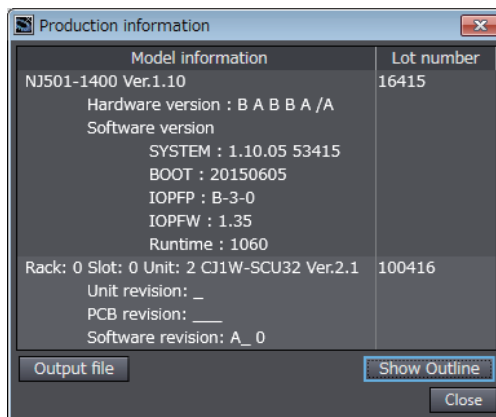 Production information
Model information Lot number
NJ501-1400 Ver.1.10 16415
Hardware version : B A B B A /A
Software version
SYSTEM : 1.10.05 53415
BOOT : 20150605
IOPFP : B-3-0
IOPFW : 1.35
Runtime : 1060
Rack: 0 Slot: 0 Unit: 2 CJ1W-SCU32 Ver.2.1 100416
Unit revision: _
PCB revision: ___
Software revision: A_ 0
Output file Show Outline
Close